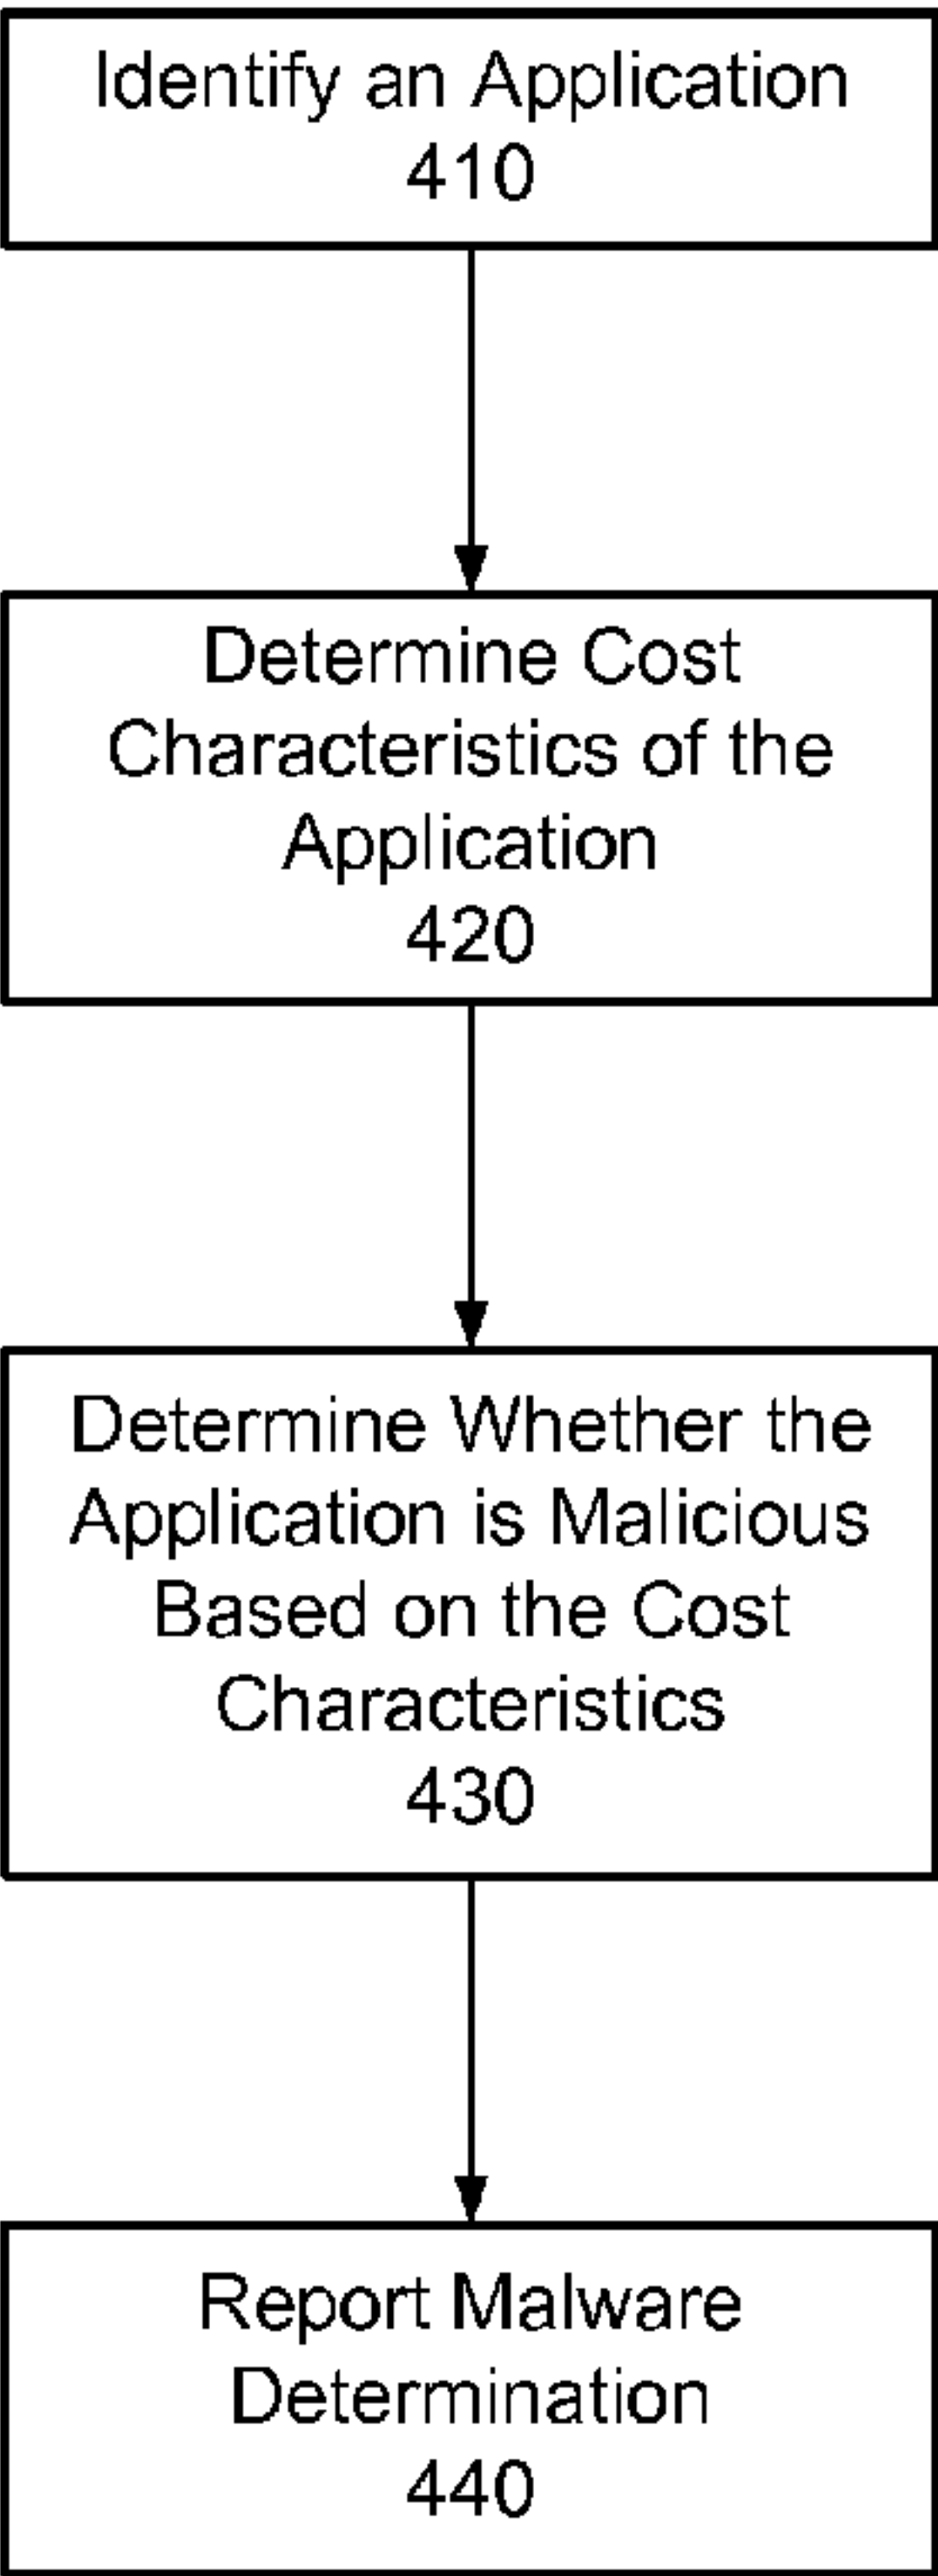 Identify an Application
410
Determine Cost
Characteristics of the
Application
420
Determine Whether the
Application is Malicious
Based on the Cost
Characteristics
430
Report Malware
Determination
440